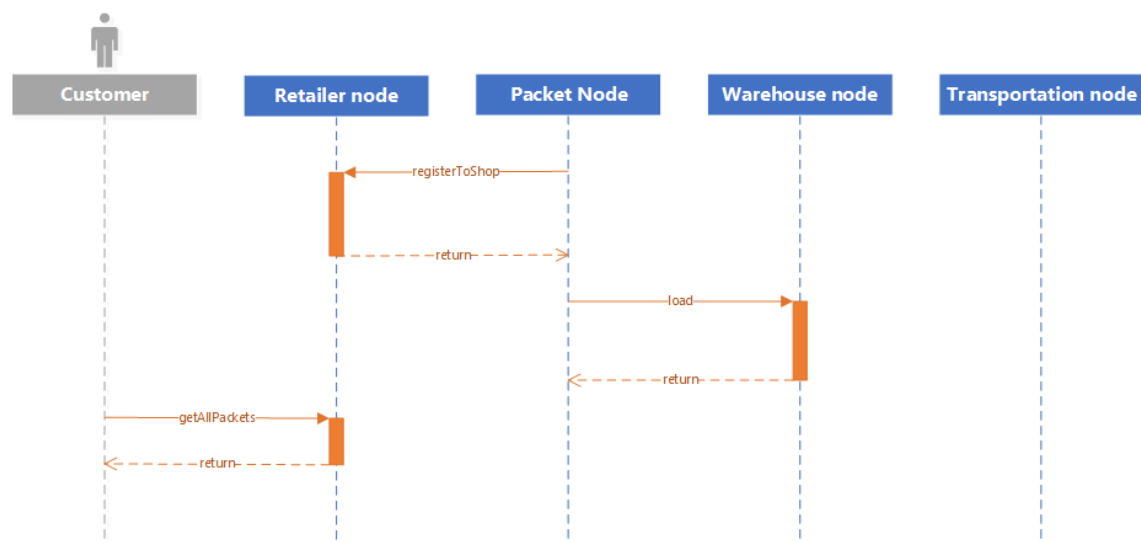 Customer
Retailer node
Packet Node
Warehouse node
Transportation node
registerToShop
return
load
return
getAllPackets
return